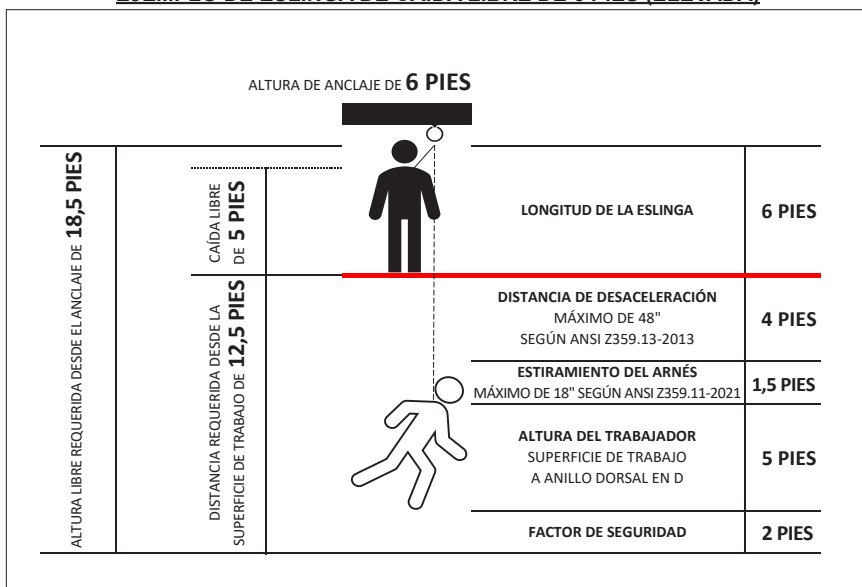 ALTURA DE ANCLAJE DE 6 PIES
ALTURA LIBRE REQUERIDA DESDE EL ANCLAJE DE 18,5 PIES
CAÍDA LIBRE
DE 5 PIES
DISTANCIA REQUERIDA DESDE LA
SUPERFICIE DE TRABAJO DE 12,5 PIES
LONGITUD DE LA ESLINGA
6 PIES
DISTANCIA DE DESACELERACIÓN
MÁXIMO DE 48"
SEGÚN ANSI Z359.13-2013
4 PIES
ESTIRAMIENTO DEL ARNÉS
MÁXIMO DE 18" SEGÚN ANSI Z359.11-2021
1,5 PIES
ALTURA DEL TRABAJADOR
SUPERFICIE DE TRABAJO
A ANILLO DORSAL EN D
5 PIES
FACTOR DE SEGURIDAD
2 PIES